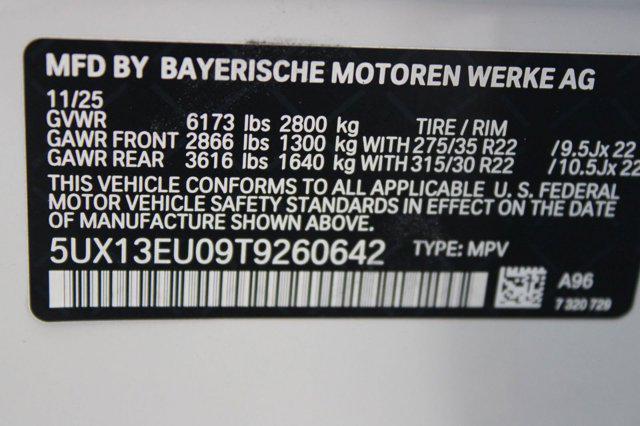 MFD BY BAYERISCHE MOTOREN WERKE AG
11/25
GVWR 6173 lbs 2800 kg TIRE / RIM
GAWR FRONT 2866 lbs 1300 kg WITH 275/35 R22 / 9.5Jx 22
GAWR REAR 3616 lbs 1640 kg WITH 315/30 R22 / 10.5Jx 22
THIS VEHICLE CONFORMS TO ALL APPLICABLE U.S. FEDERAL
MOTOR VEHICLE SAFETY STANDARDS IN EFFECT ON THE DATE
OF MANUFACTURE SHOWN ABOVE.
5UX13EU09T9260642 TYPE: MPV
A96
7 320 729